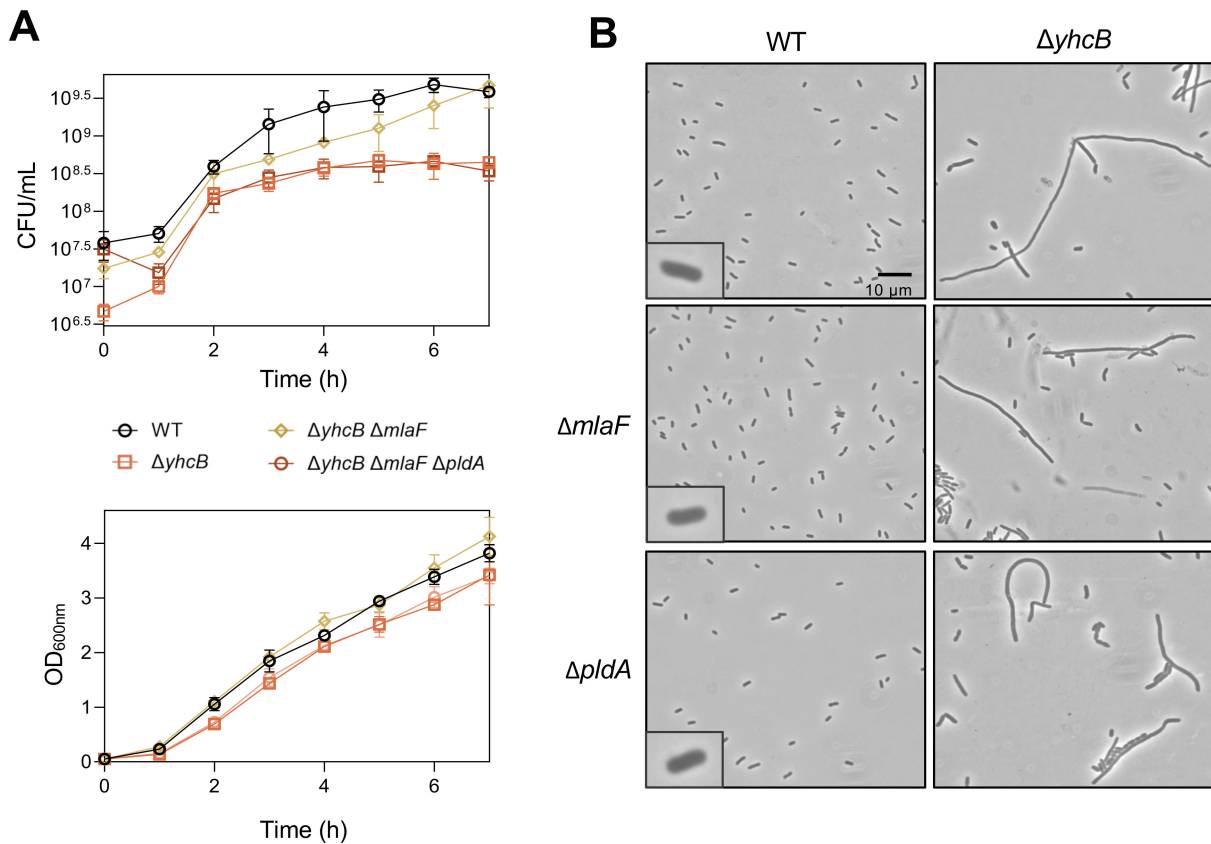 A
CFU/mL
10^9.5
10^9
10^8.5
10^8
10^7.5
10^7
10^6.5
0 2 4 6
Time (h)
WT
ΔyhcB
ΔyhcB ΔmlaF
ΔyhcB ΔmlaF ΔpldA
OD600nm
4
3
2
1
0
0 2 4 6
Time (h)
B
WT ΔyhcB
10 µm
ΔmlaF
ΔpldA